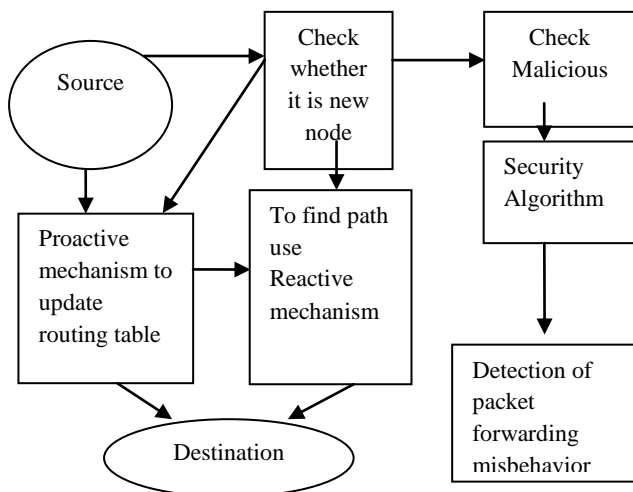 Source
Check
whether
it is new
node
Check
Malicious
Security
Algorithm
Proactive
mechanism to
update
routing table
To find path
use
Reactive
mechanism
Detection of
packet
forwarding
misbehavior
Destination